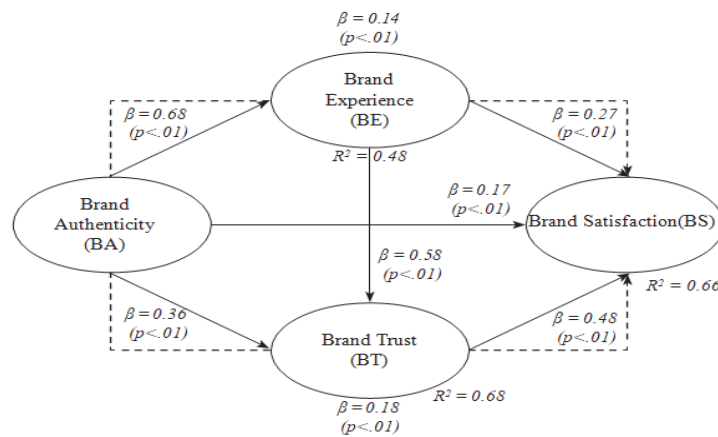 β = 0.14
(p<.01)
Brand
Experience
(BE)
β = 0.68
(p<.01)
β = 0.27
(p<.01)
R² = 0.48
Brand
Authenticity
(BA)
β = 0.17
(p<.01)
Brand Satisfaction(BS)
β = 0.58
(p<.01)
R² = 0.66
β = 0.36
(p<.01)
Brand Trust
(BT)
β = 0.48
(p<.01)
R² = 0.68
β = 0.18
(p<.01)